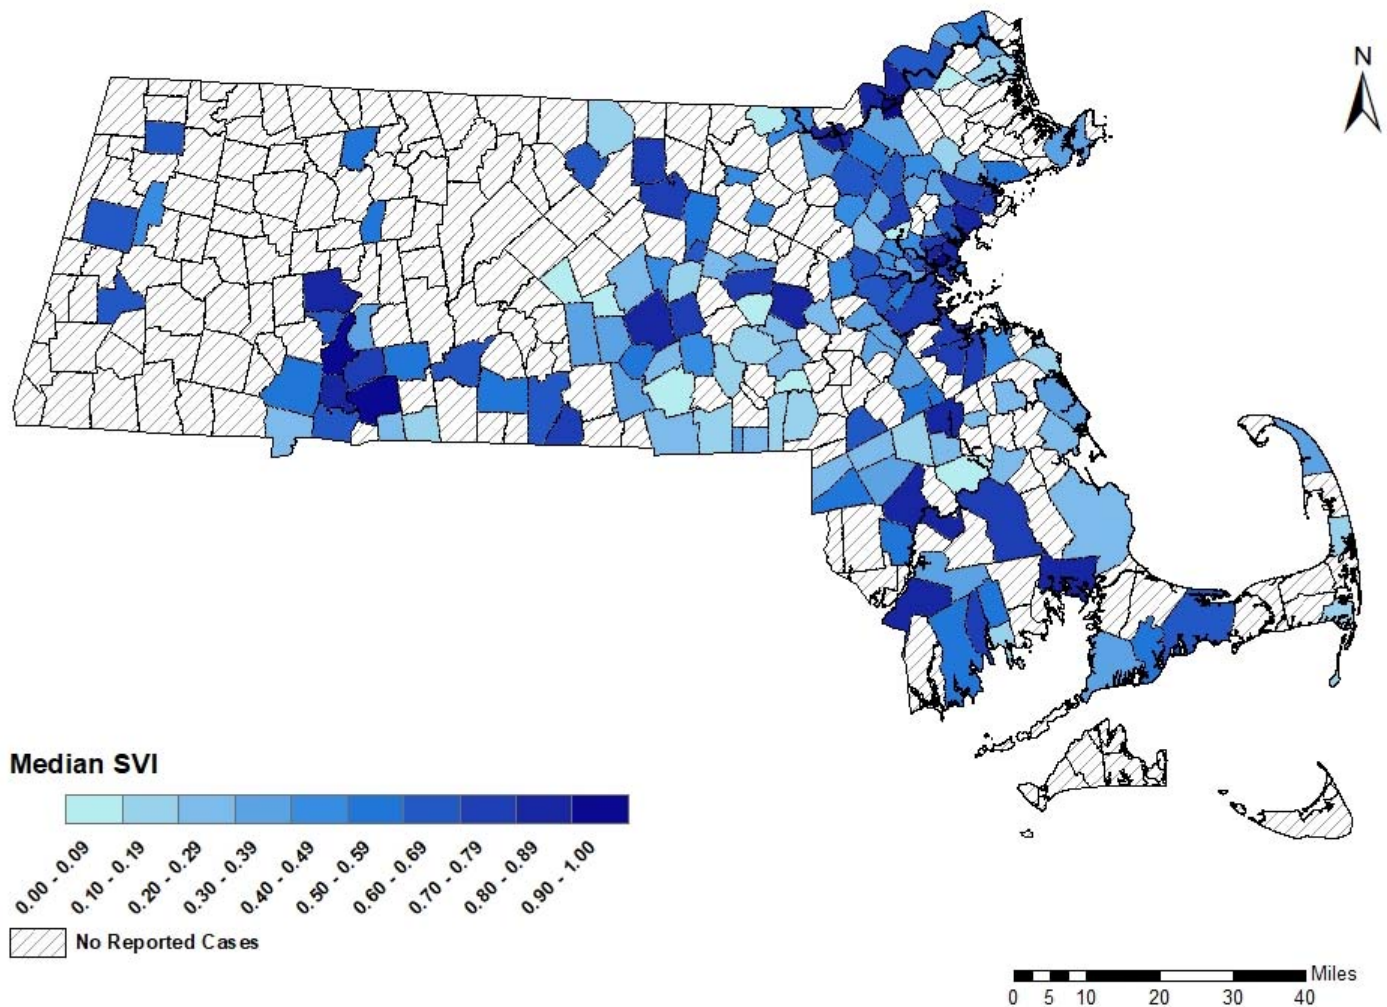 N
Median SVI
0.00 - 0.09
0.10 - 0.19
0.20 - 0.29
0.30 - 0.39
0.40 - 0.49
0.50 - 0.59
0.60 - 0.69
0.70 - 0.79
0.80 - 0.89
0.90 - 1.00
No Reported Cases
Miles
0 5 10 20 30 40